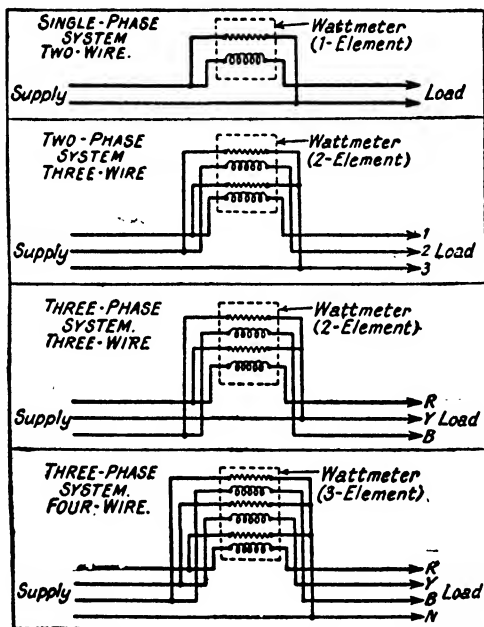 SINGLE-PHASE
SYSTEM
TWO-WIRE.
Wattmeter
(1-Element)
Supply
Load
TWO-PHASE
SYSTEM
THREE-WIRE
Wattmeter
(2-Element)
1
Supply
2 Load
3
THREE-PHASE
SYSTEM.
THREE-WIRE
Wattmeter
(2-Element)
R
Supply
Y Load
B
THREE-PHASE
SYSTEM.
FOUR-WIRE.
Wattmeter
(3-Element).
R
Y
Supply
B Load
N